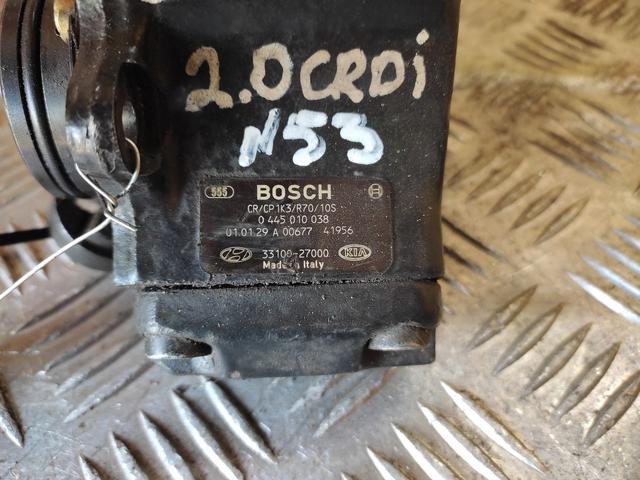 2.0CRDi
N53
555 BOSCH
CR/CP1K3/R70/10S
0 445 010 038
01.01.29 A 00677 41956
33100-27000 KIA
Made in Italy